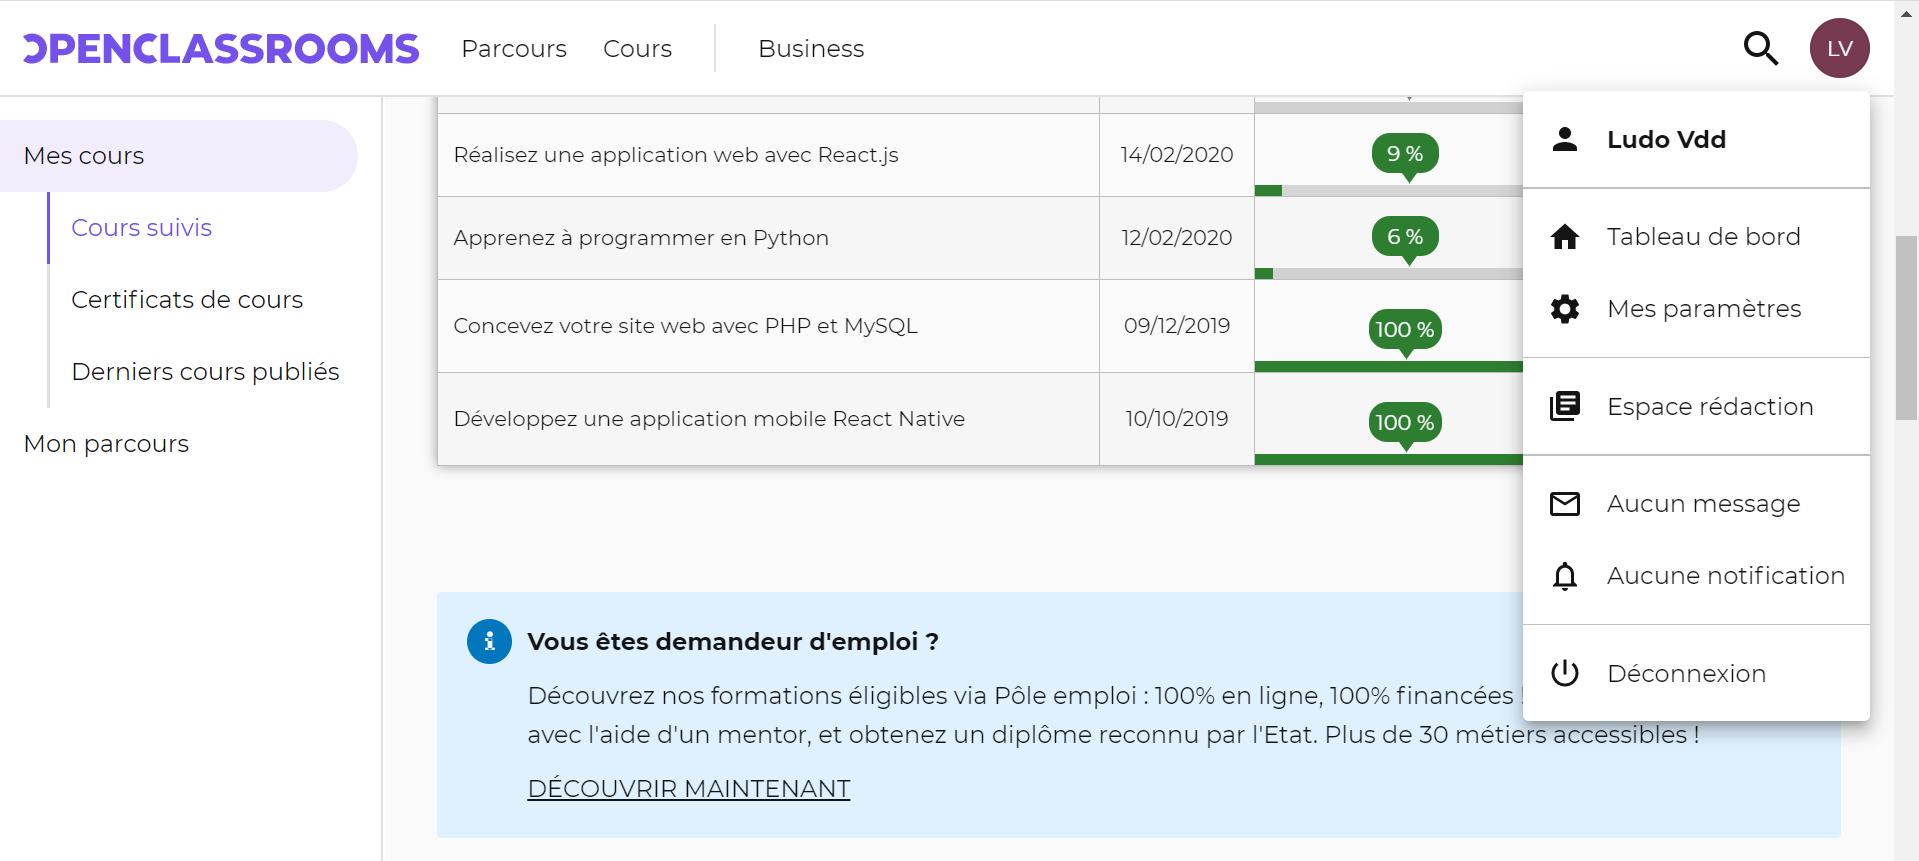 OPENCLASSROOMS
Parcours
Cours
Business
LV
Mes cours
Cours suivis
Certificats de cours
Derniers cours publiés
Mon parcours
Réalisez une application web avec React.js 14/02/2020 9 %
Apprenez à programmer en Python 12/02/2020 6 %
Concevez votre site web avec PHP et MySQL 09/12/2019 100 %
Développez une application mobile React Native 10/10/2019 100 %
Vous êtes demandeur d'emploi ?
Découvrez nos formations éligibles via Pôle emploi : 100% en ligne, 100% financées !
avec l'aide d'un mentor, et obtenez un diplôme reconnu par l'Etat. Plus de 30 métiers accessibles !
DÉCOUVRIR MAINTENANT
Ludo Vdd
Tableau de bord
Mes paramètres
Espace rédaction
Aucun message
Aucune notification
Déconnexion